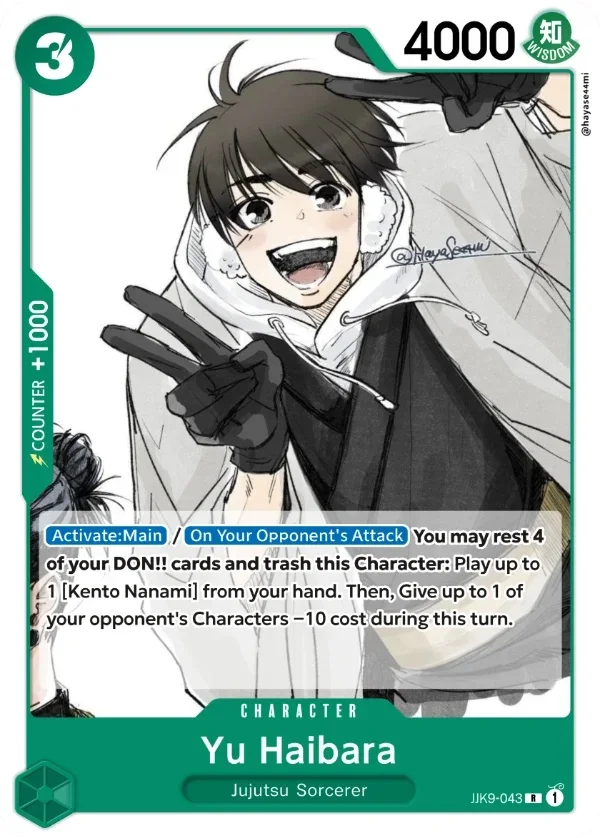 3
4000
知
WISDOM
@hayase44mi
COUNTER +1000
Activate:Main / On Your Opponent's Attack You may rest 4
of your DON!! cards and trash this Character: Play up to
1 [Kento Nanami] from your hand. Then, Give up to 1 of
your opponent's Characters −10 cost during this turn.
CHARACTER
Yu Haibara
Jujutsu Sorcerer
JJK9-043 R 1